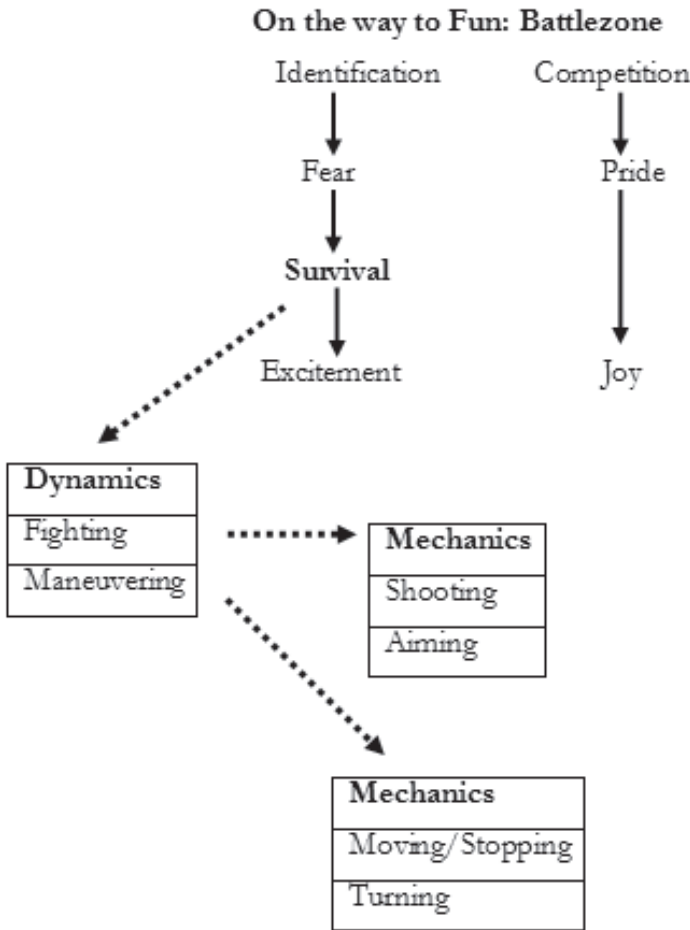 On the way to Fun: Battlezone
Identification
Competition
Fear
Pride
Survival
Excitement
Joy
Dynamics
Fighting
Maneuvering
Mechanics
Shooting
Aiming
Mechanics
Moving/Stopping
Turning